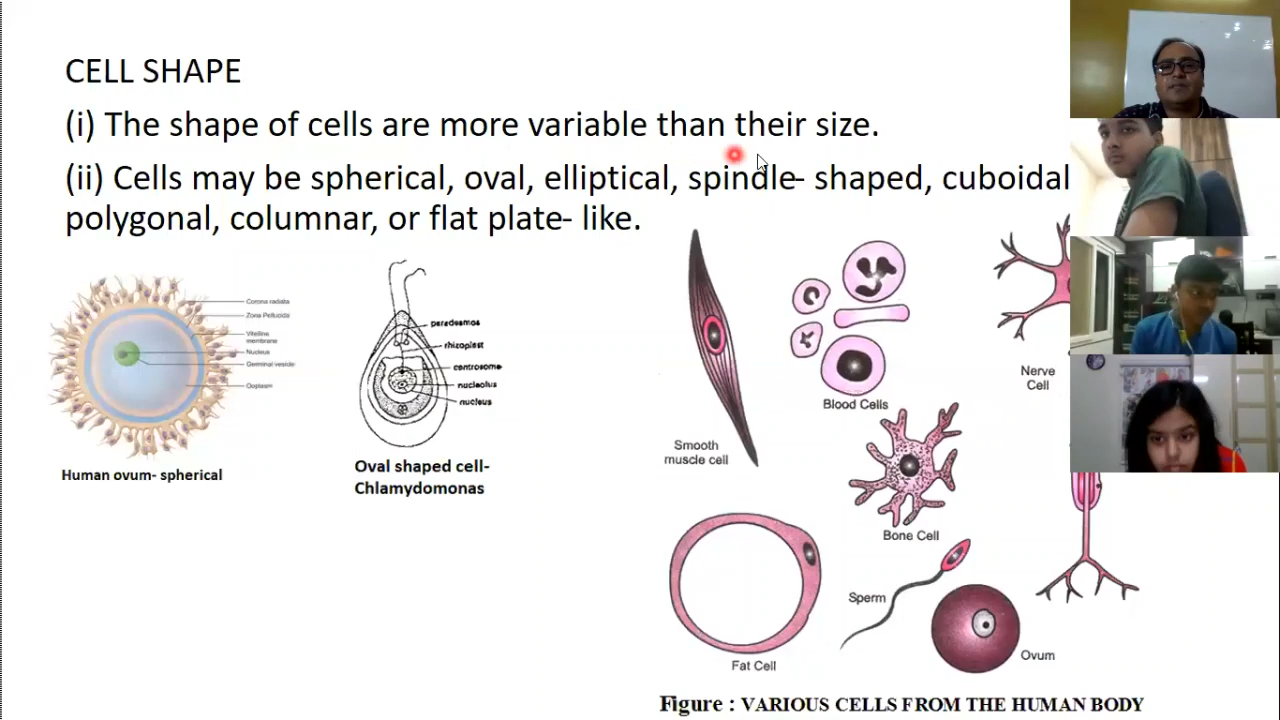 CELL SHAPE
(i) The shape of cells are more variable than their size.
(ii) Cells may be spherical, oval, elliptical, spindle- shaped, cuboidal
polygonal, columnar, or flat plate- like.
Corona radiata
Zona Pellucida
Vitelline
membrane
Nucleus
Germinal vesicle
Ooplasm
Human ovum- spherical
paredesmos
rhizoplast
centrosome
nucleolus
nucleus
Oval shaped cell-
Chlamydomonas
Smooth
muscle cell
Blood Cells
Nerve
Cell
Bone Cell
Fat Cell
Sperm
Ovum
Figure : VARIOUS CELLS FROM THE HUMAN BODY